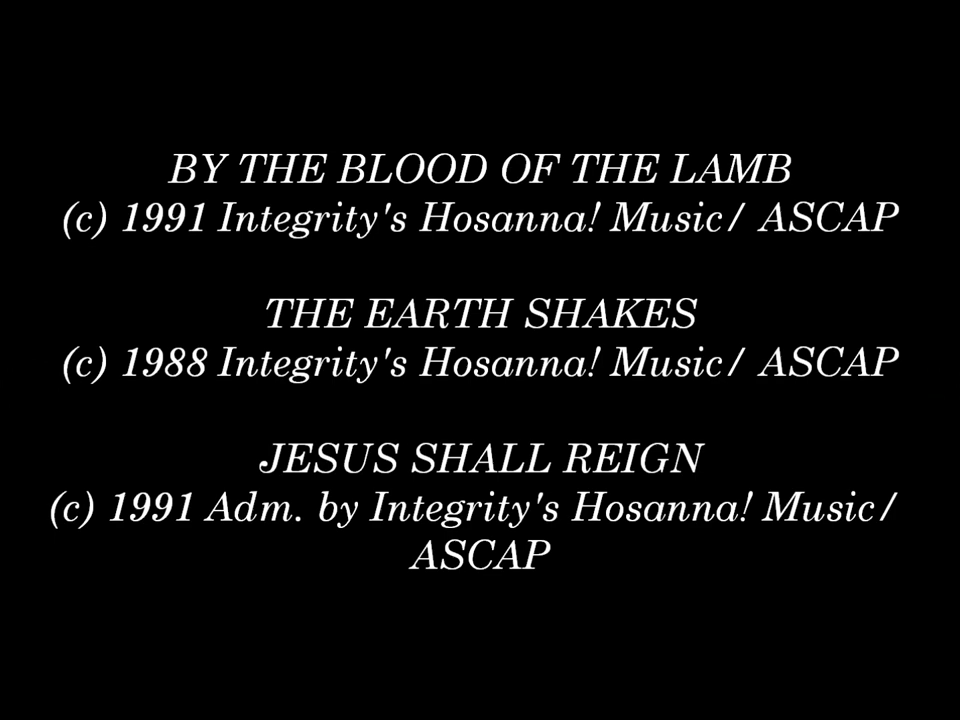 BY THE BLOOD OF THE LAMB
(c) 1991 Integrity's Hosanna! Music/ ASCAP
THE EARTH SHAKES
(c) 1988 Integrity's Hosanna! Music/ ASCAP
JESUS SHALL REIGN
(c) 1991 Adm. by Integrity's Hosanna! Music/
ASCAP